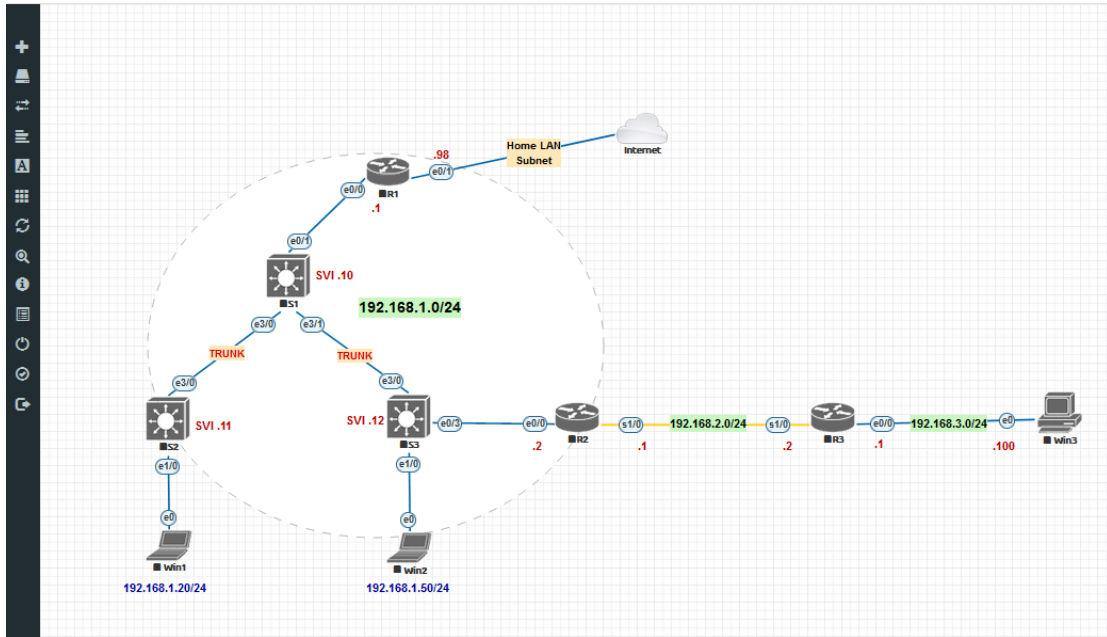 A
Home LAN
Subnet
.98
Internet
e0/1
e0/0
R1
.1
e0/1
SVI .10
S1
192.168.1.0/24
e3/0
e3/1
TRUNK
TRUNK
e3/0
e3/0
SVI .11
S2
SVI .12
S3
e0/3
e0/0
R2
.2
s1/0
.1
192.168.2.0/24
s1/0
.2
R3
e0/0
.1
192.168.3.0/24
e0
.100
Win3
e1/0
e1/0
e0
e0
Win1
Win2
192.168.1.20/24
192.168.1.50/24